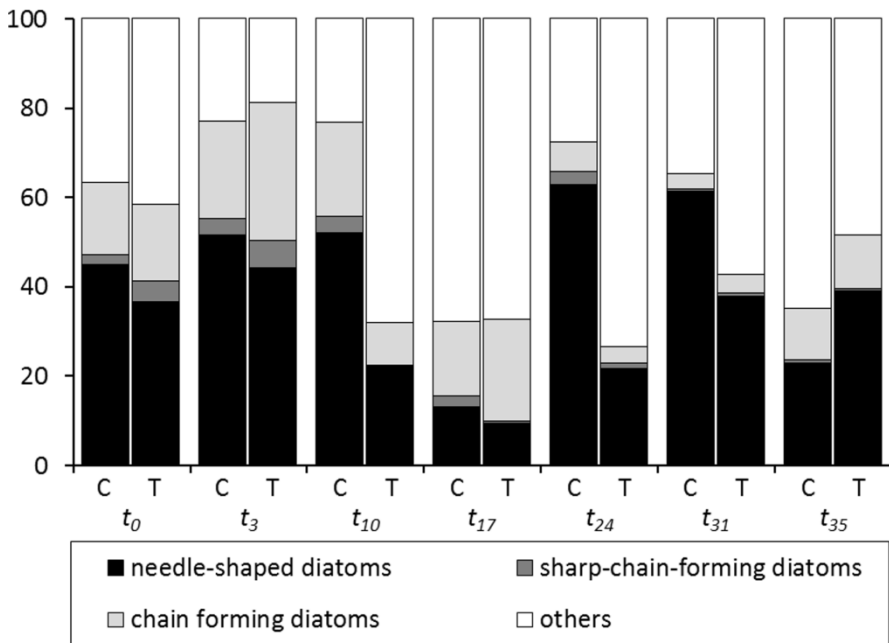 100
80
60
40
20
0
C T C T C T C T C T C T C T
t0 t3 t10 t17 t24 t31 t35
needle-shaped diatoms sharp-chain-forming diatoms
chain forming diatoms others